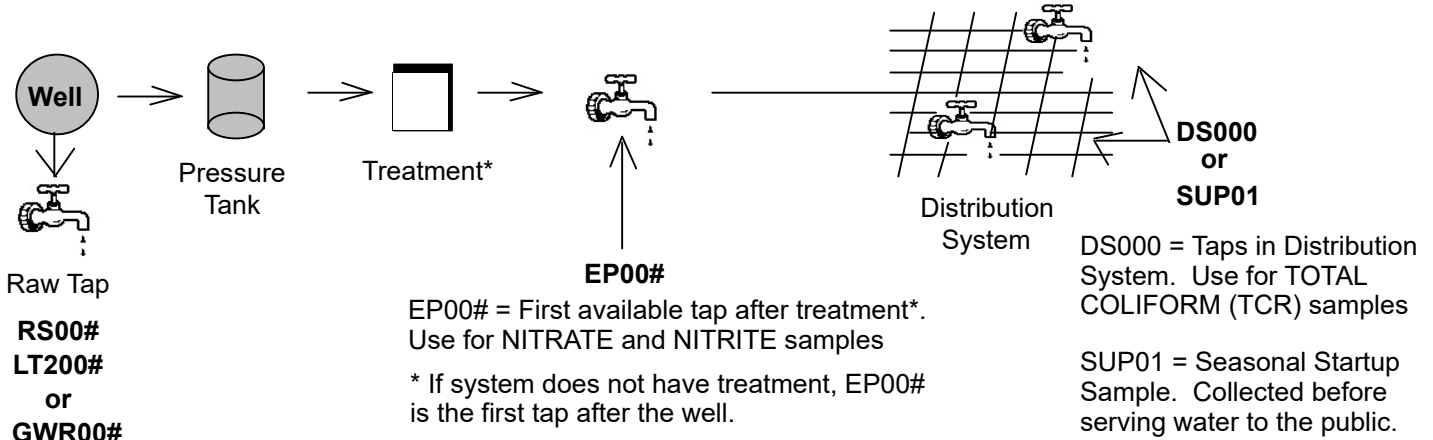 Well
Pressure
Tank
Treatment*
Raw Tap
RS00#
LT200#
or
GWR00#
EP00#
EP00# = First available tap after treatment*.
Use for NITRATE and NITRITE samples
* If system does not have treatment, EP00#
is the first tap after the well.
Distribution
System
DS000
or
SUP01
DS000 = Taps in Distribution
System. Use for TOTAL
COLIFORM (TCR) samples
SUP01 = Seasonal Startup
Sample. Collected before
serving water to the public.